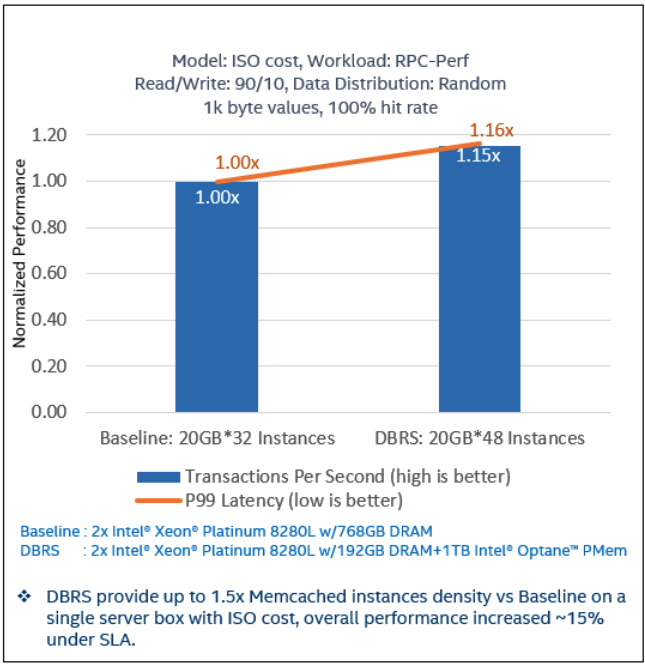 Model: ISO cost, Workload: RPC-Perf
Read/Write: 90/10, Data Distribution: Random
1k byte values, 100% hit rate
Normalized Performance
1.20
1.00
0.80
0.60
0.40
0.20
0.00
1.00x
1.00x
1.16x
1.15x
Baseline: 20GB*32 Instances
DBRS: 20GB*48 Instances
Transactions Per Second (high is better)
P99 Latency (low is better)
Baseline : 2x Intel® Xeon® Platinum 8280L w/768GB DRAM
DBRS : 2x Intel® Xeon® Platinum 8280L w/192GB DRAM+1TB Intel® Optane™ PMem
❖ DBRS provide up to 1.5x Memcached instances density vs Baseline on a
single server box with ISO cost, overall performance increased ~15%
under SLA.